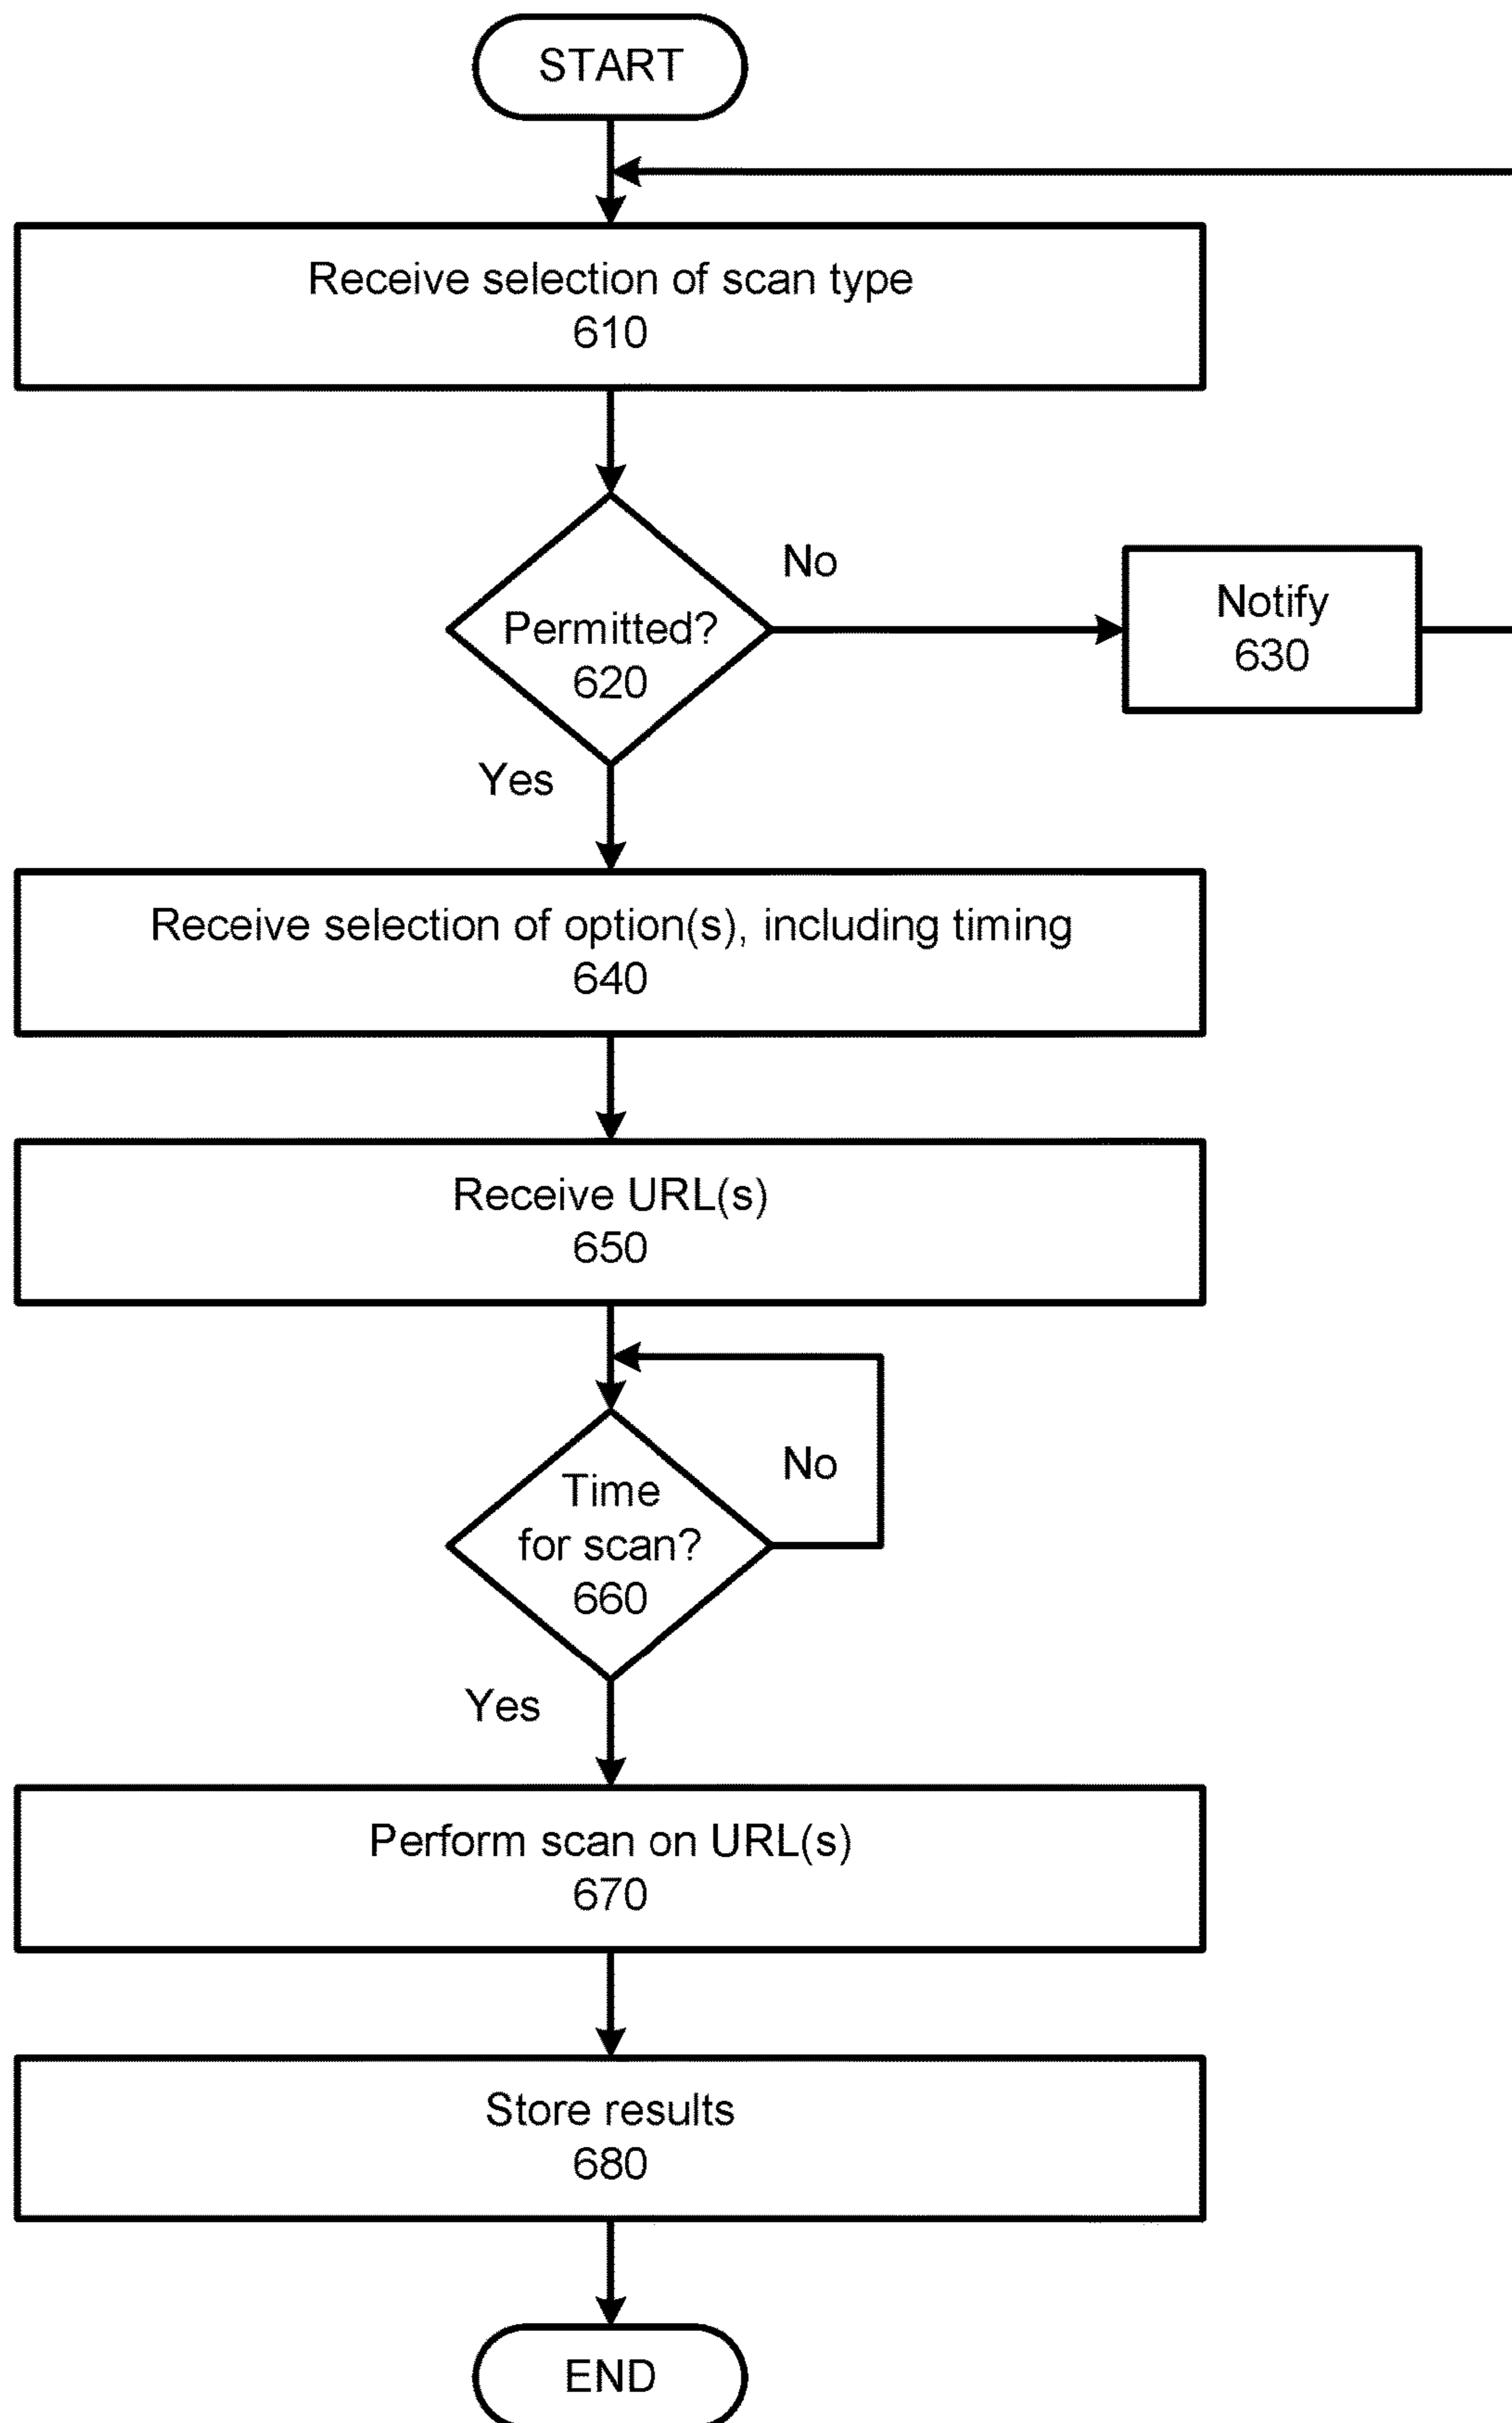 START
Receive selection of scan type
610
No
Permitted?
620
Notify
630
Yes
Receive selection of option(s), including timing
640
Receive URL(s)
650
Time
for scan?
660
No
Yes
Perform scan on URL(s)
670
Store results
680
END